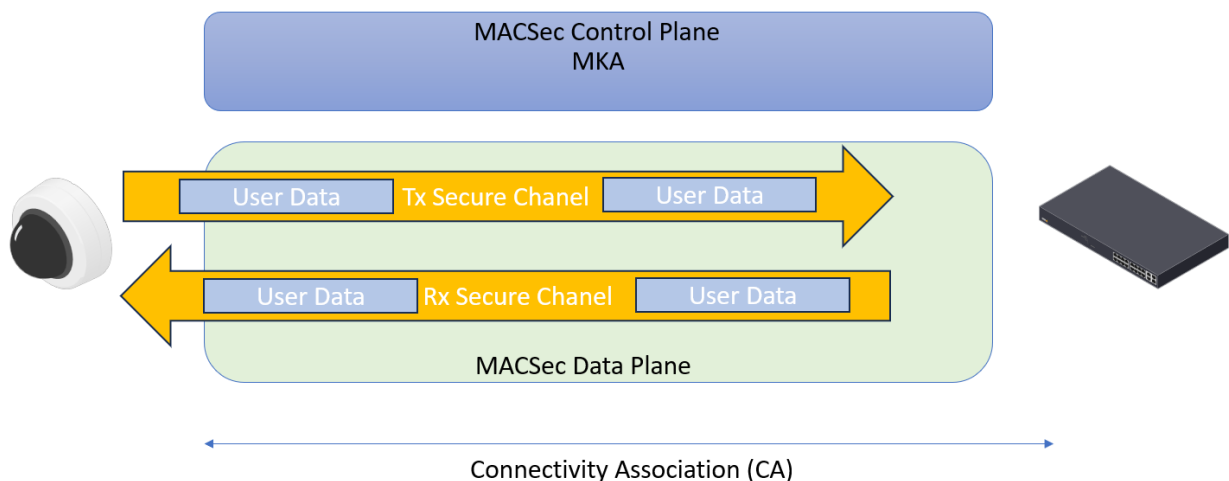 MACSec Control Plane
MKA
User Data Tx Secure Chanel User Data
User Data Rx Secure Chanel User Data
MACSec Data Plane
Connectivity Association (CA)